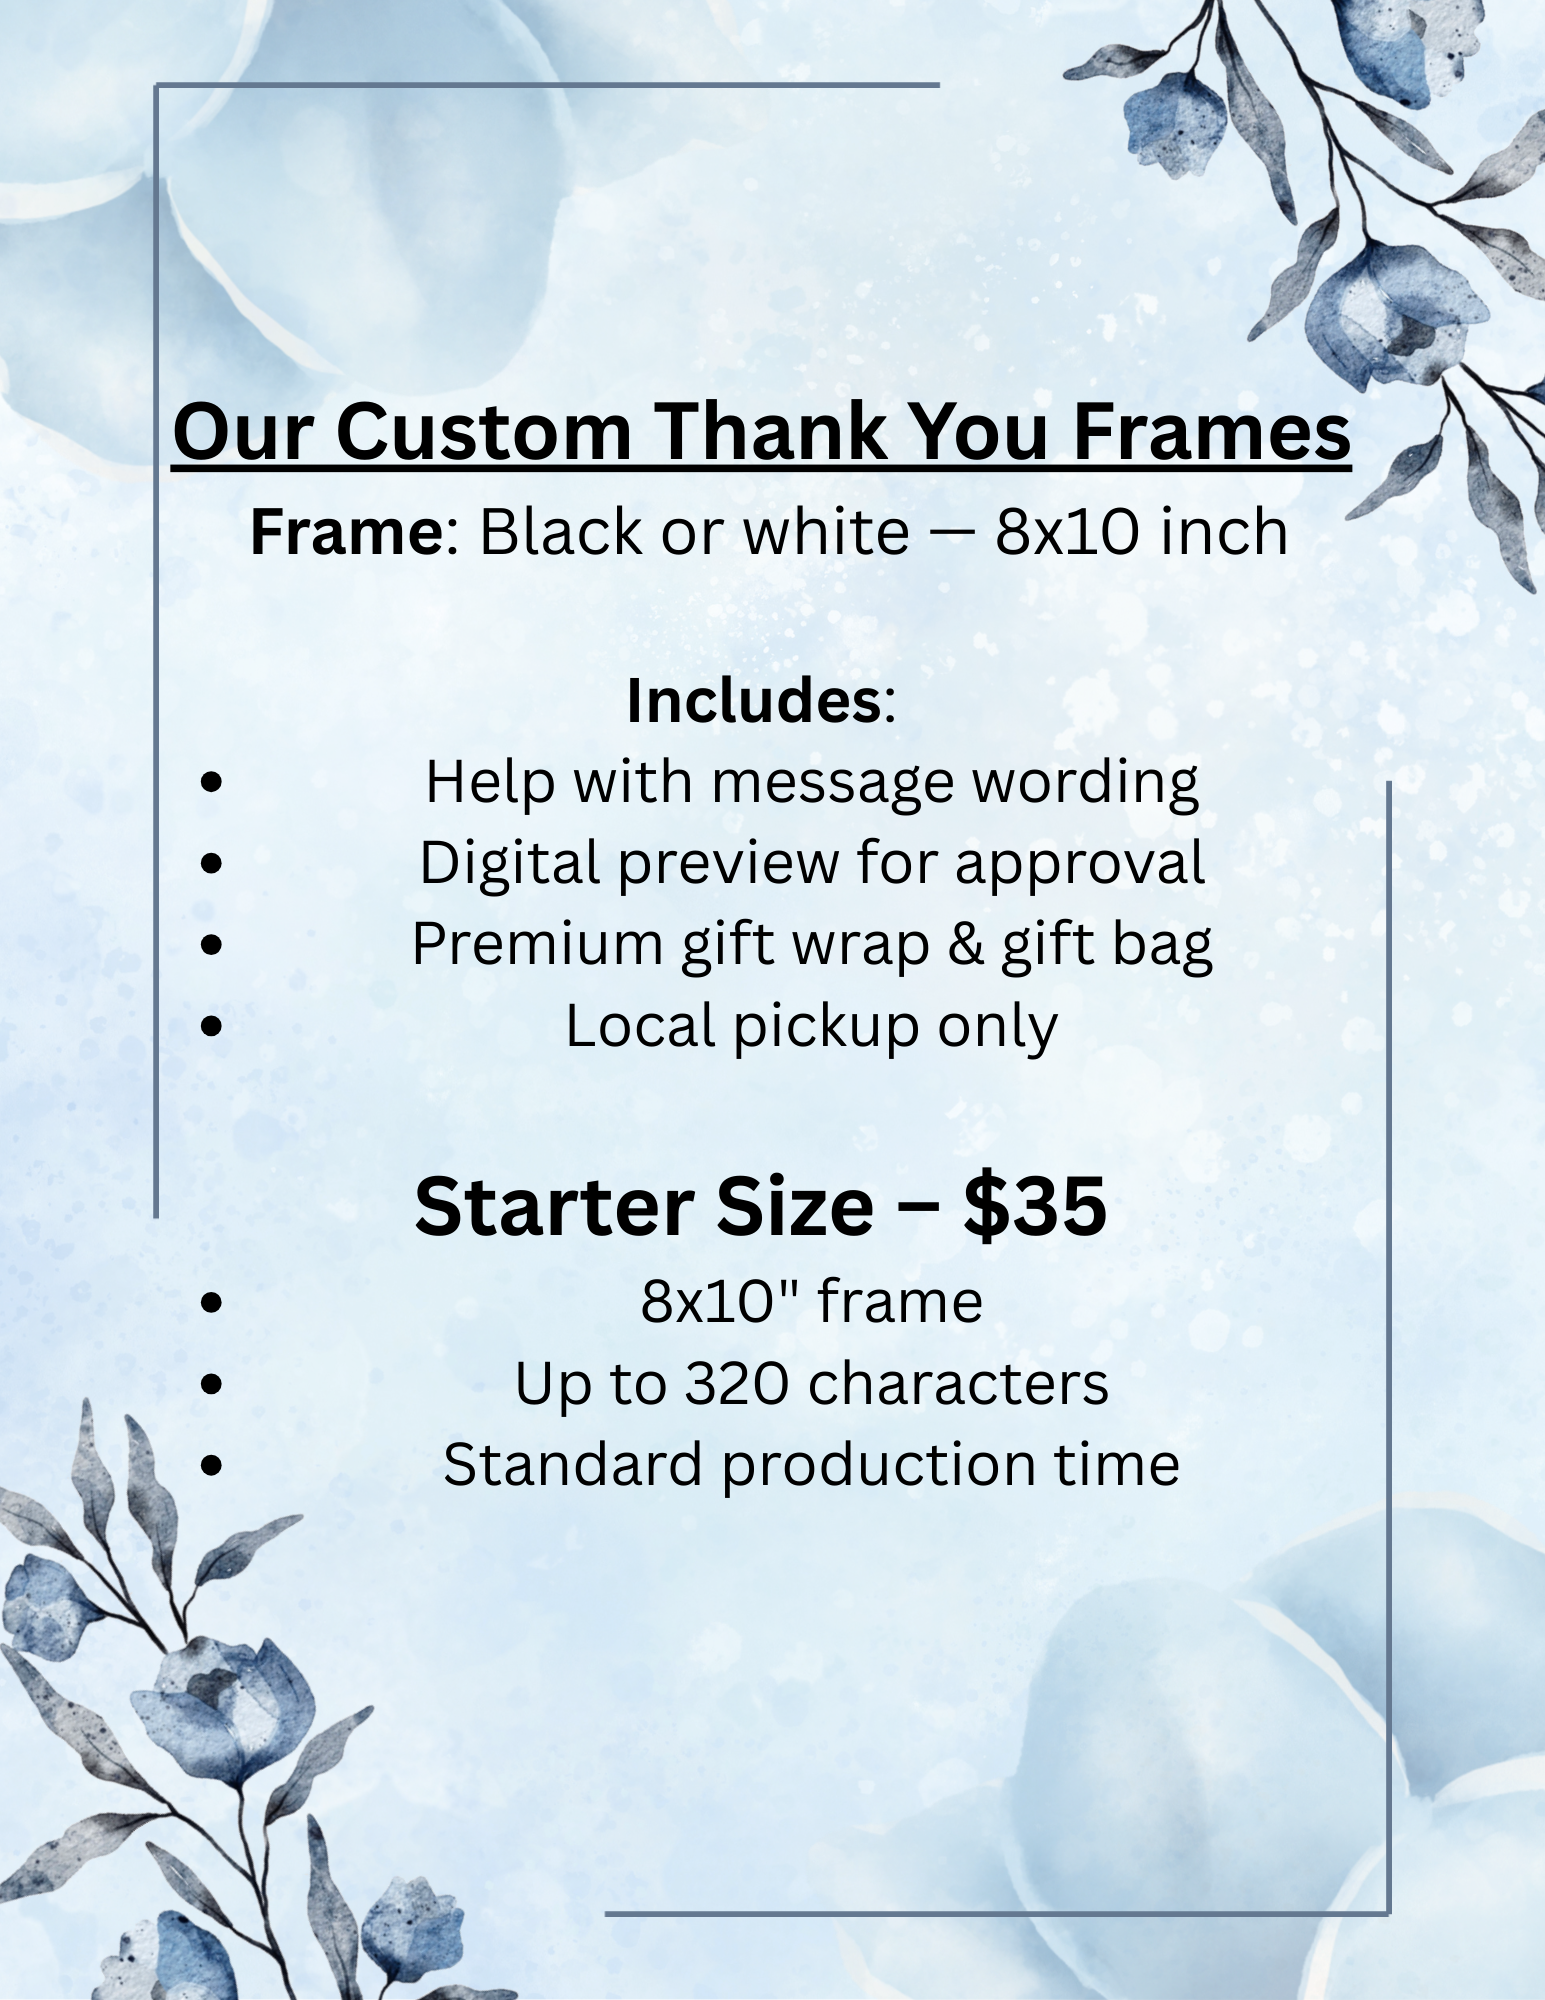 Our Custom Thank You Frames
Frame: Black or white — 8x10 inch
Includes:
• Help with message wording
• Digital preview for approval
• Premium gift wrap & gift bag
• Local pickup only
Starter Size – $35
• 8x10" frame
• Up to 320 characters
• Standard production time